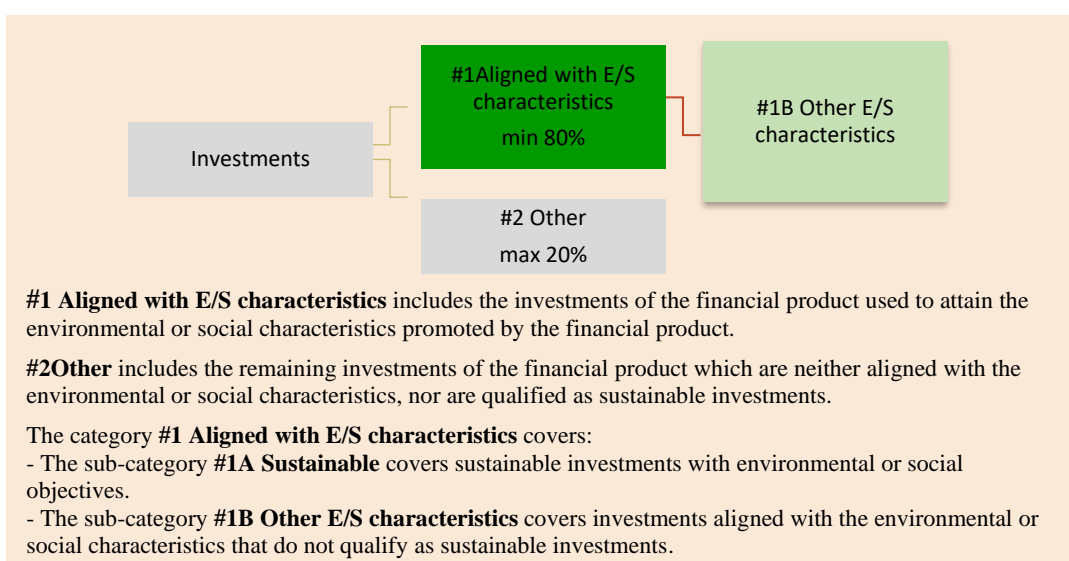 #1Aligned with E/S
characteristics
min 80%
#1B Other E/S
characteristics
Investments
#2 Other
max 20%
#1 Aligned with E/S characteristics includes the investments of the financial product used to attain the
environmental or social characteristics promoted by the financial product.
#2Other includes the remaining investments of the financial product which are neither aligned with the
environmental or social characteristics, nor are qualified as sustainable investments.
The category #1 Aligned with E/S characteristics covers:
- The sub-category #1A Sustainable covers sustainable investments with environmental or social
objectives.
- The sub-category #1B Other E/S characteristics covers investments aligned with the environmental or
social characteristics that do not qualify as sustainable investments.